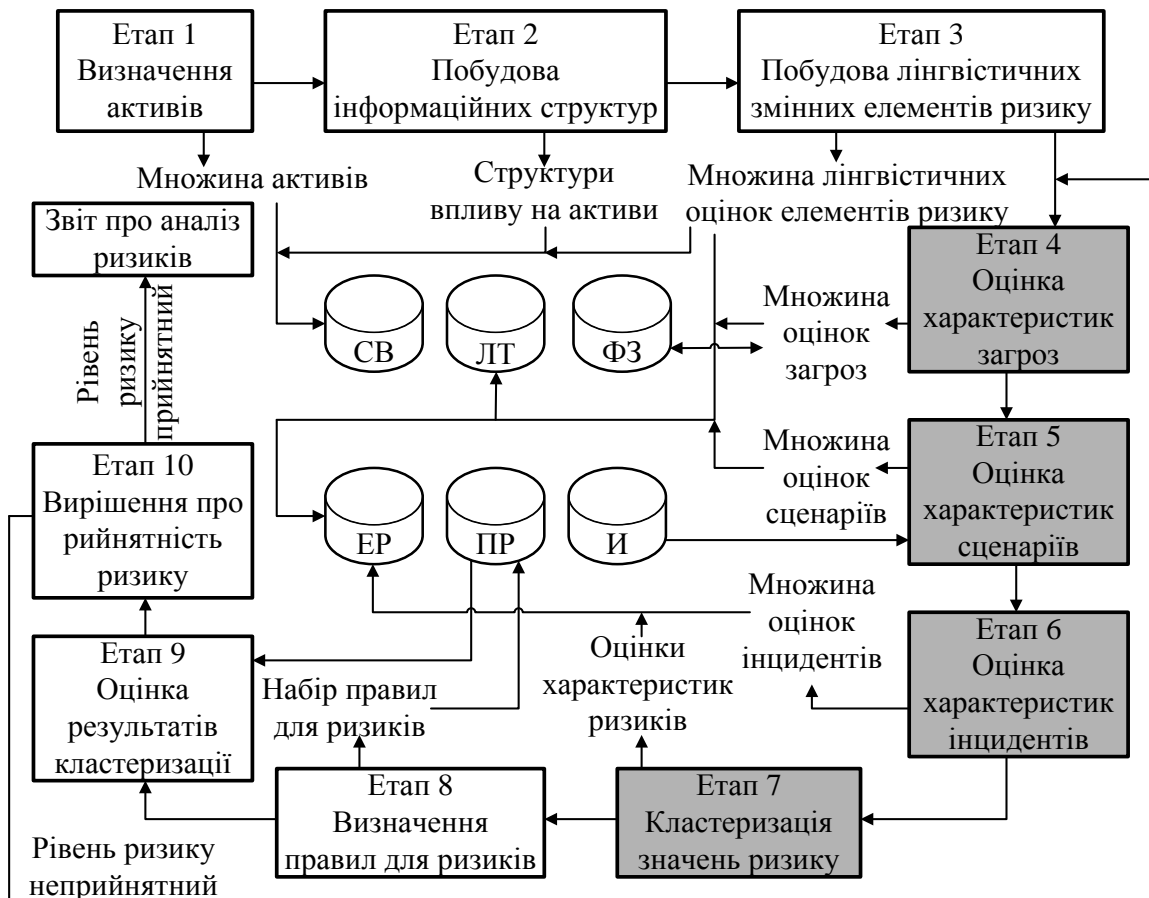 Етап 1
Визначення
активів
Етап 2
Побудова
інформаційних структур
Етап 3
Побудова лінгвістичних
змінних елементів ризику
Множина активів
Структури
впливу на активи
Множина лінгвістичних
оцінок елементів ризику
Звіт про аналіз
ризиків
Рівень
ризику
прийнятний
СВ
ЛТ
ФЗ
Множина
оцінок
загроз
Етап 4
Оцінка
характеристик
загроз
Етап 10
Вирішення про
рийнятність
ризику
ЕР
ПР
И
Множина
оцінок
сценаріїв
Етап 5
Оцінка
характеристик
сценаріїв
Етап 9
Оцінка
результатів
кластеризації
Набір правил
для ризиків
Оцінки
характеристик
ризиків
Множина
оцінок
інцидентів
Етап 6
Оцінка
характеристик
інцидентів
Етап 8
Визначення
правил для ризиків
Етап 7
Кластеризація
значень ризику
Рівень ризику
неприйнятний